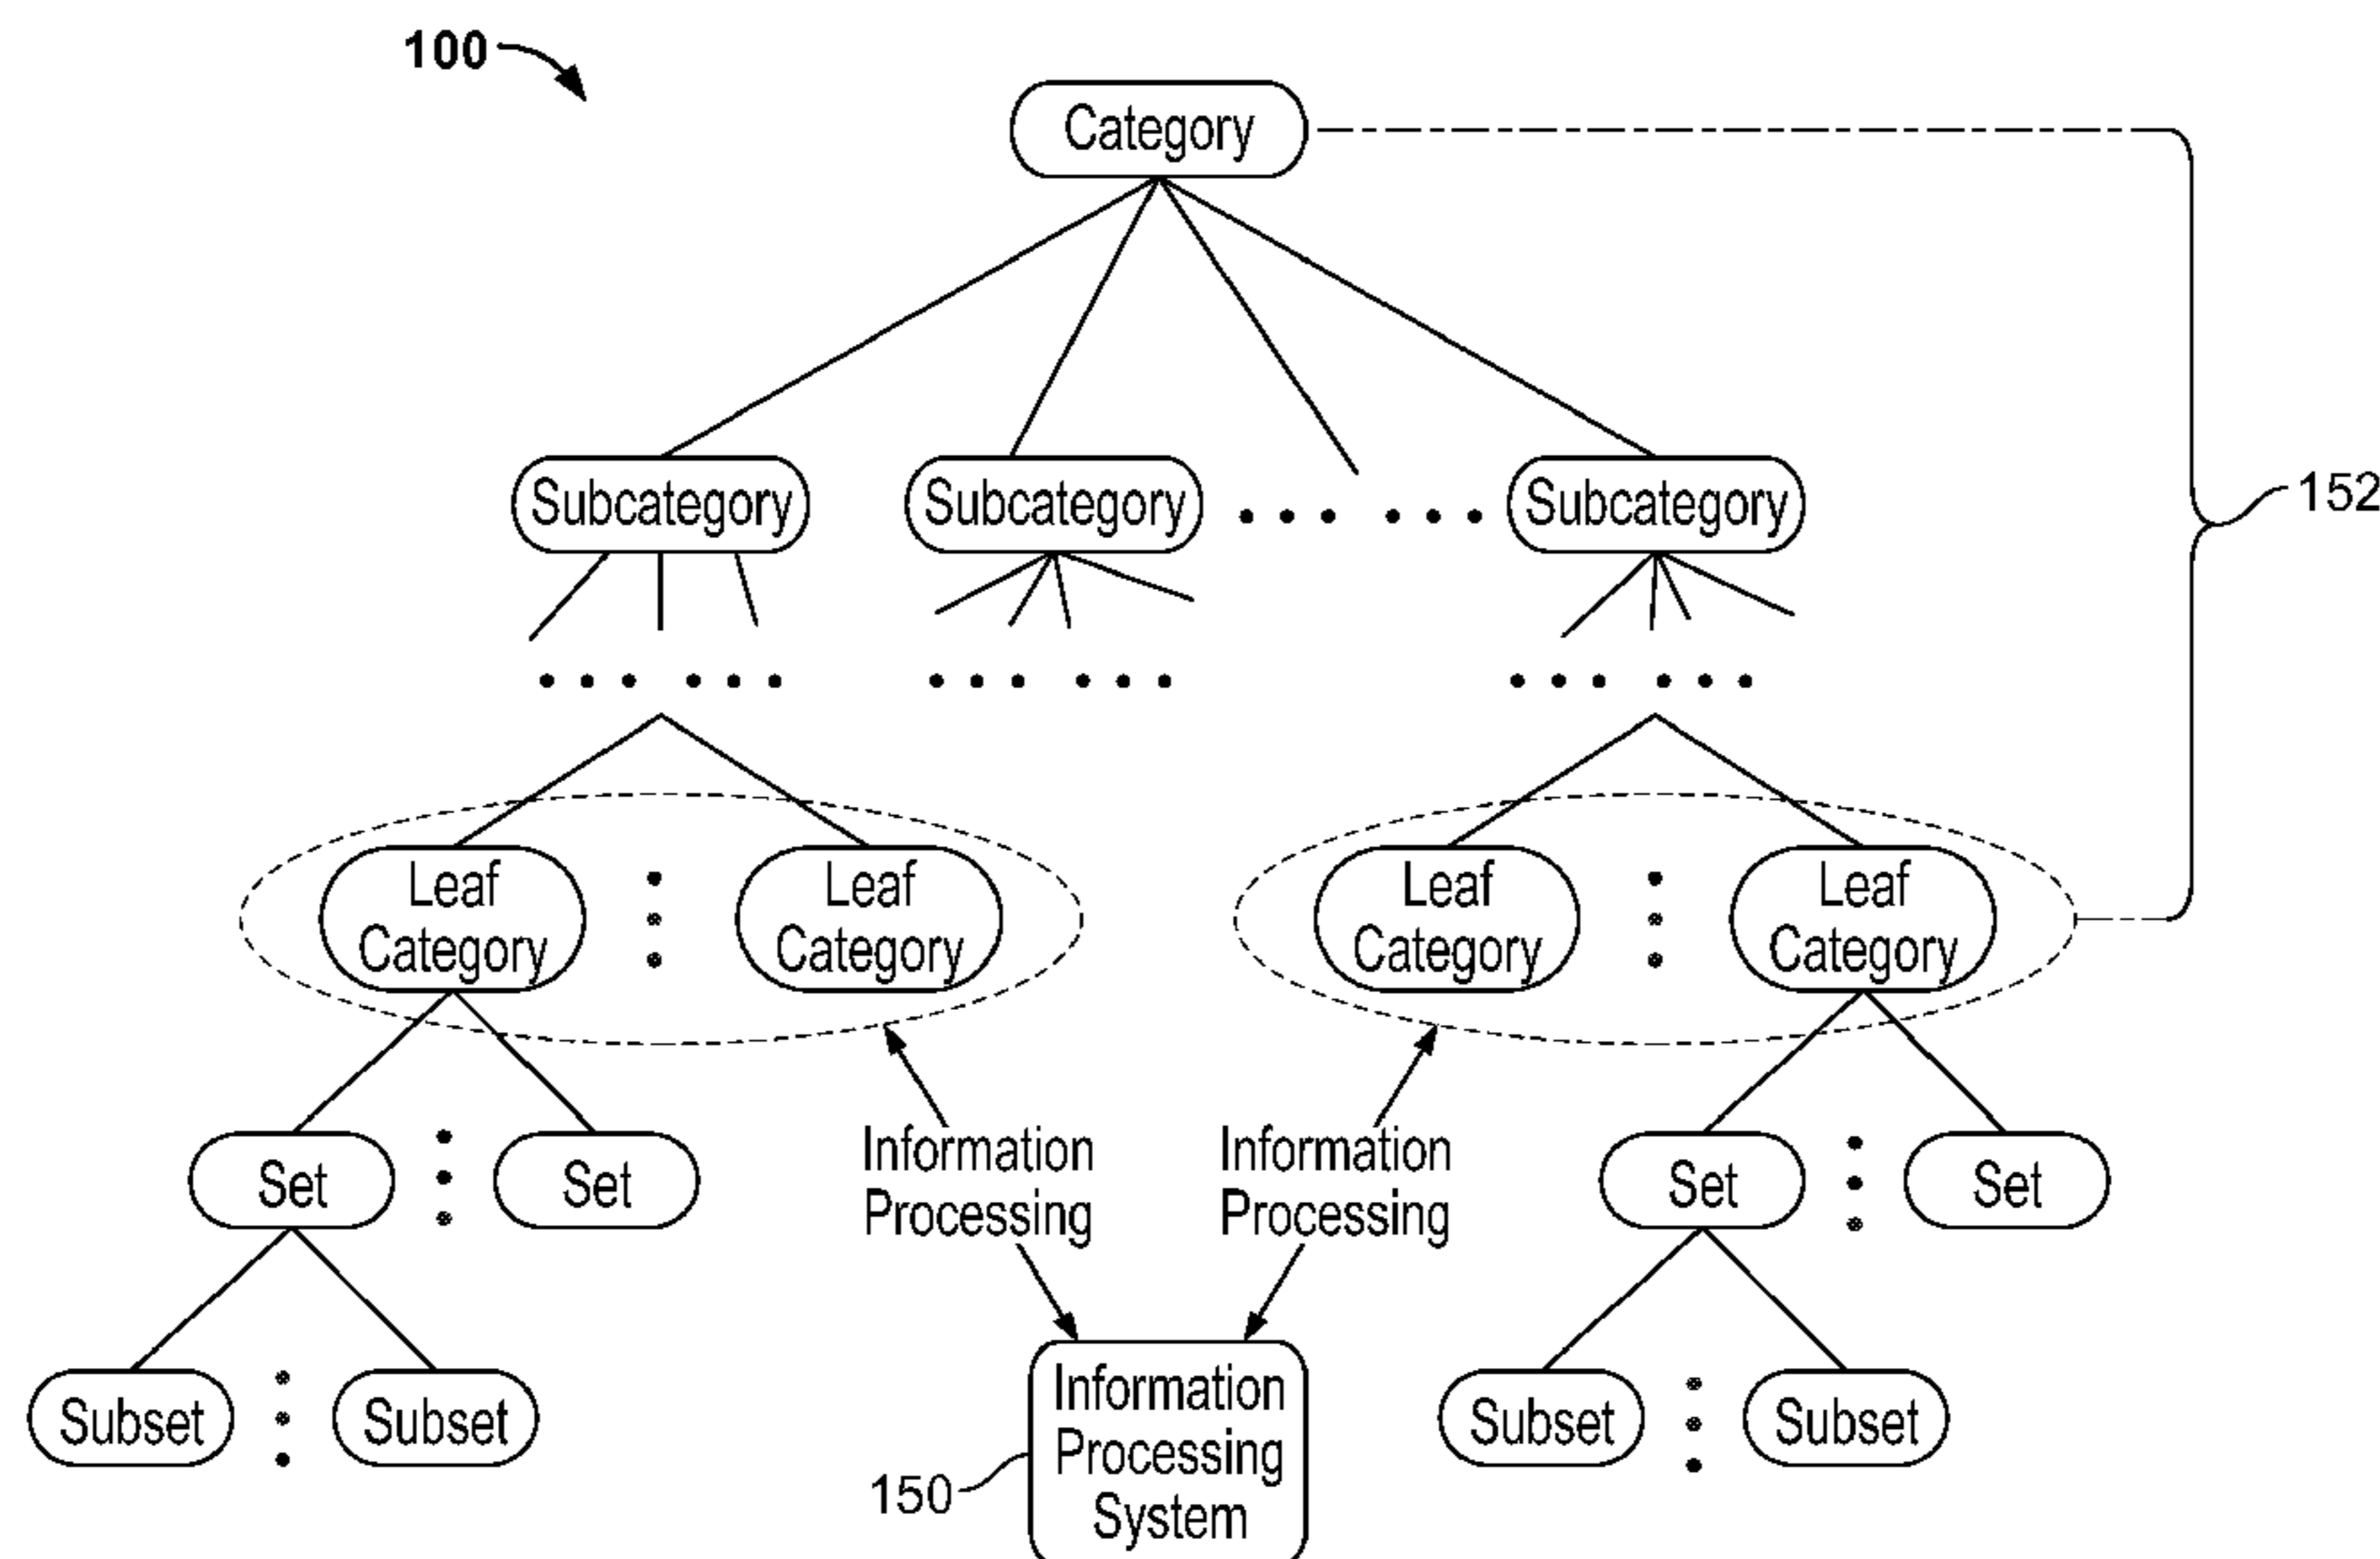 100
Category
Subcategory
Subcategory
Subcategory
152
Leaf
Category
Leaf
Category
Leaf
Category
Leaf
Category
Set
Set
Information
Processing
Information
Processing
Set
Set
Subset
Subset
Information
Processing
System
150
Subset
Subset